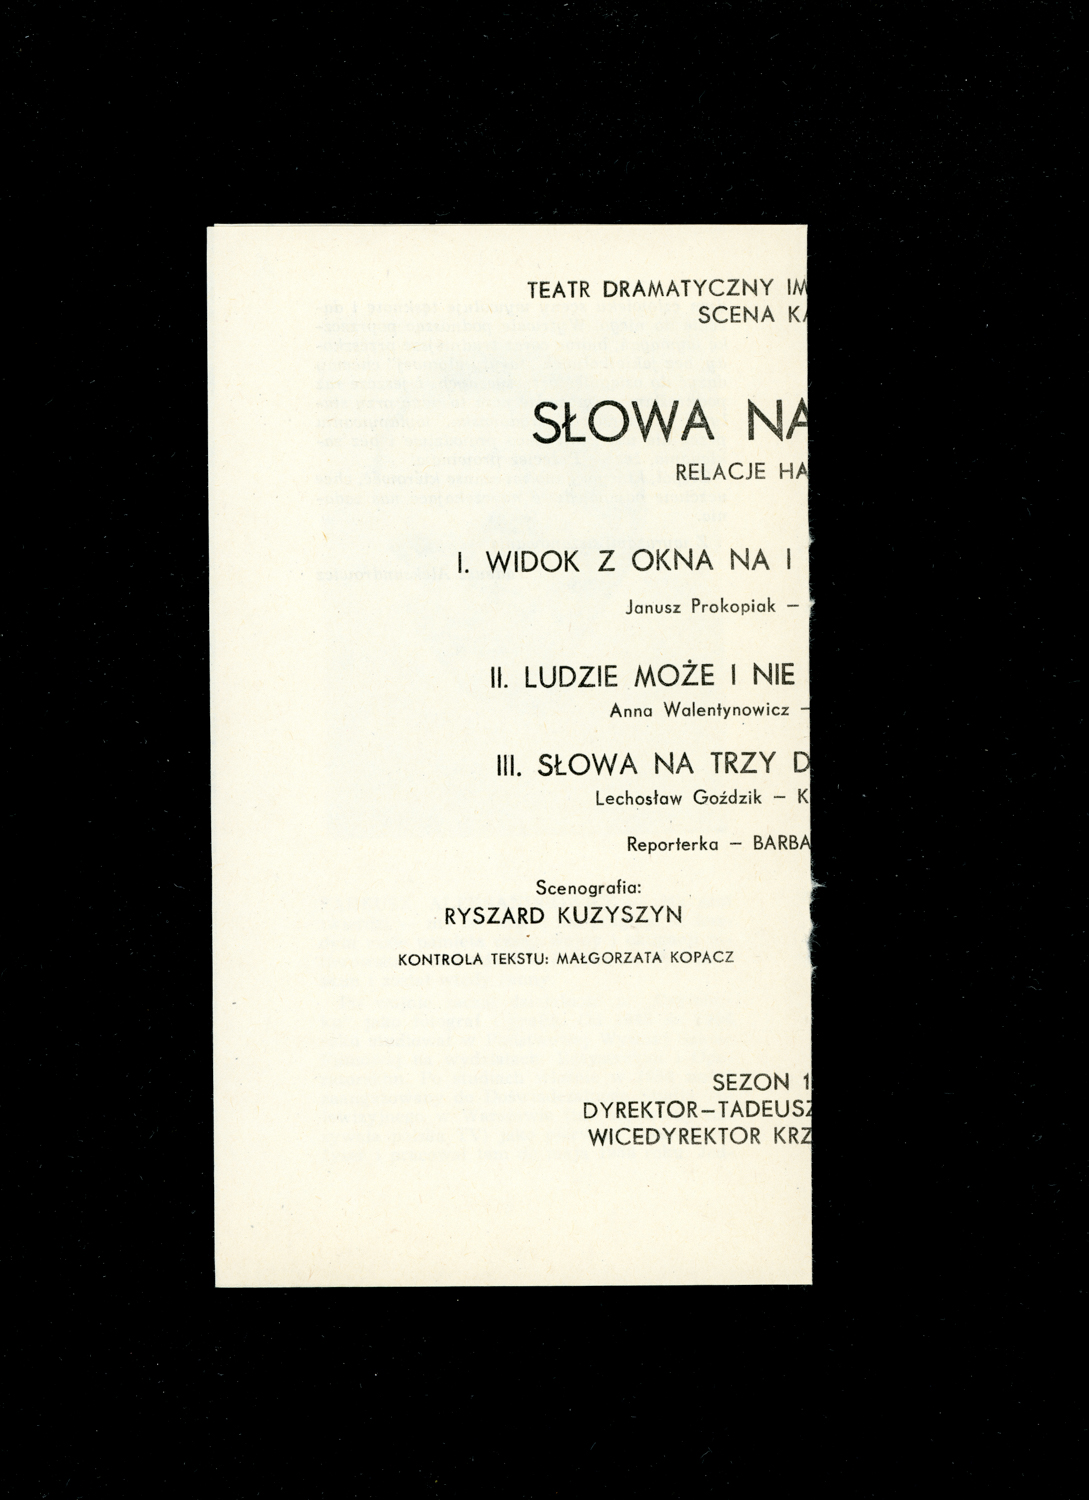 TEATR DRAMATYCZNY IM
SCENA KA
SŁOWA NA
RELACJE HA
I. WIDOK Z OKNA NA I
Janusz Prokopiak —
II. LUDZIE MOŻE I NIE
Anna Walentynowicz —
III. SŁOWA NA TRZY D
Lechosław Goździk — K
Reporterka — BARBA
Scenografia:
RYSZARD KUZYSZYN
KONTROLA TEKSTU: MAŁGORZATA KOPACZ
SEZON 1
DYREKTOR—TADEUSZ
WICEDYREKTOR KRZ